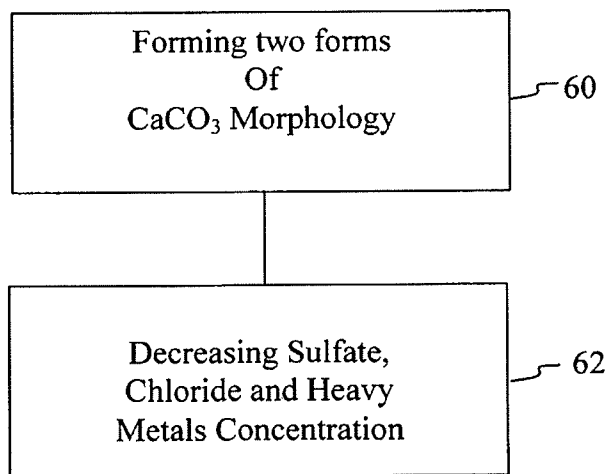 Forming two forms
Of
CaCO₃ Morphology
60
Decreasing Sulfate,
Chloride and Heavy
Metals Concentration
62